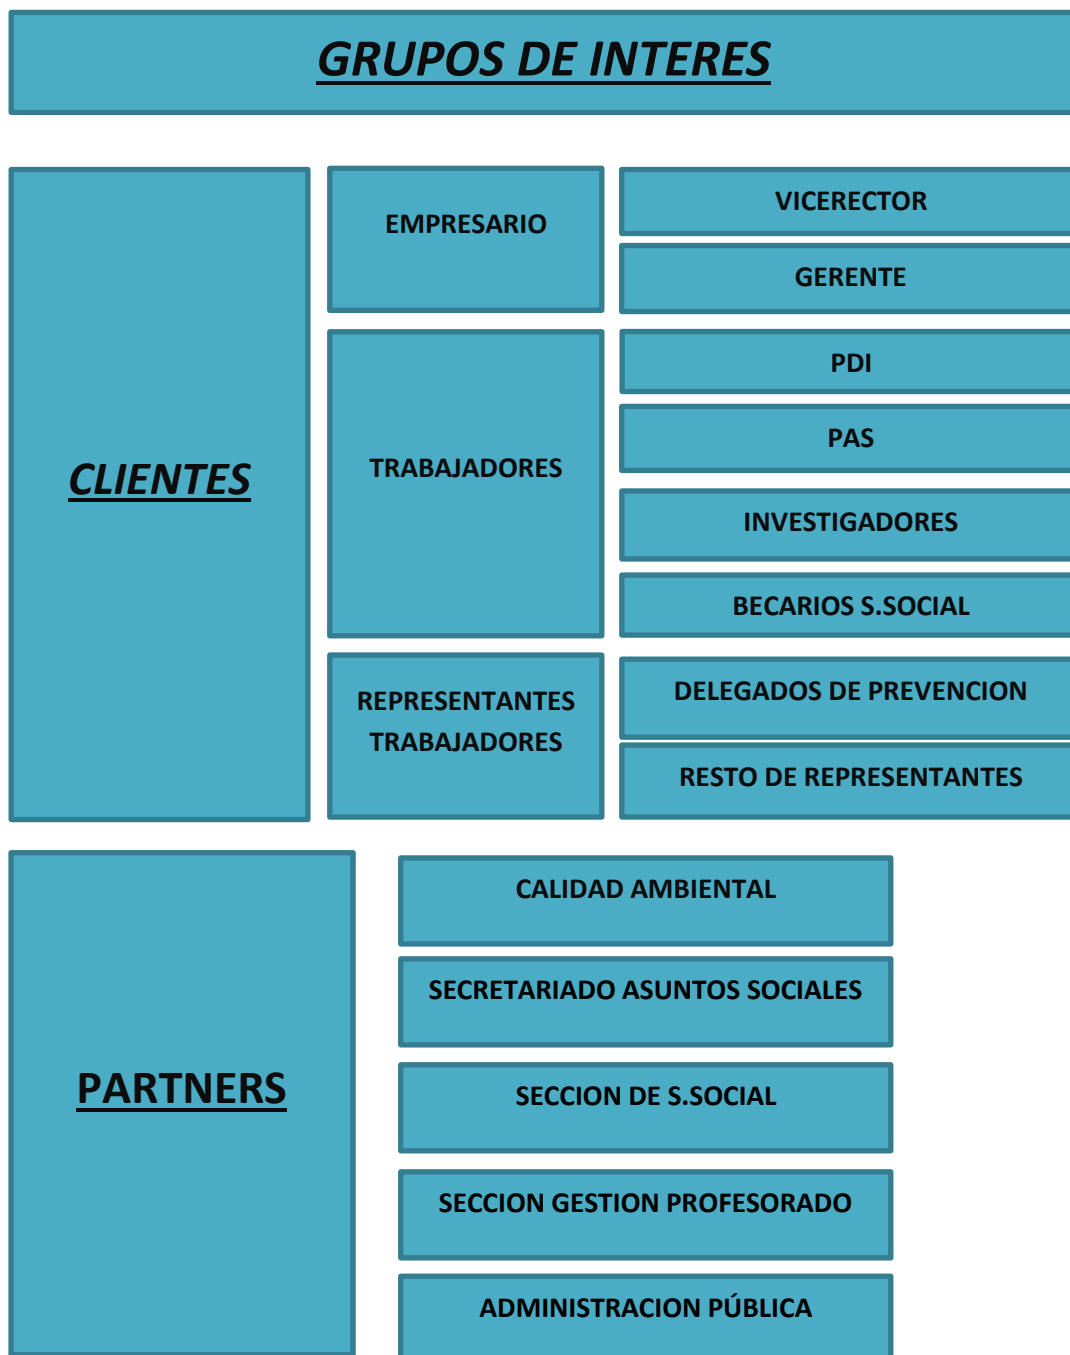 GRUPOS DE INTERES
CLIENTES
EMPRESARIO
VICERECTOR
GERENTE
TRABAJADORES
PDI
PAS
INVESTIGADORES
BECARIOS S.SOCIAL
REPRESENTANTES
TRABAJADORES
DELEGADOS DE PREVENCION
RESTO DE REPRESENTANTES
PARTNERS
CALIDAD AMBIENTAL
SECRETARIADO ASUNTOS SOCIALES
SECCION DE S.SOCIAL
SECCION GESTION PROFESORADO
ADMINISTRACION PÚBLICA